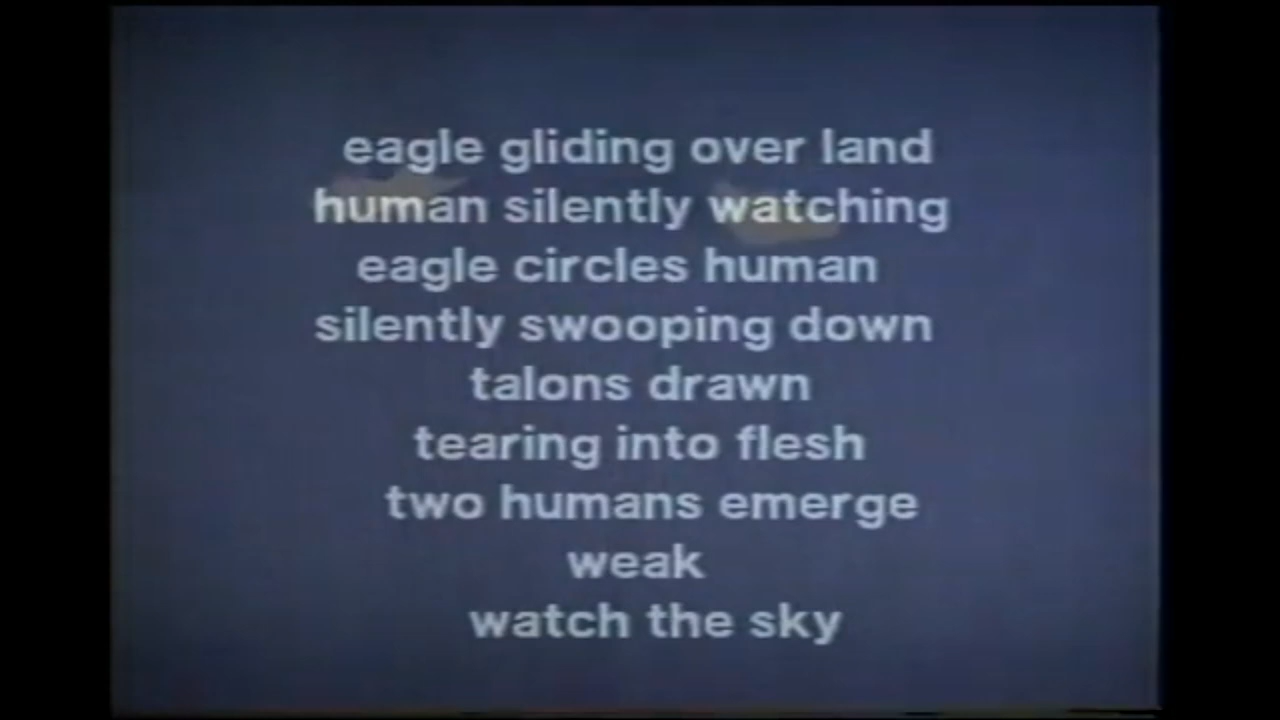 eagle gliding over land
human silently watching
eagle circles human
silently swooping down
talons drawn
tearing into flesh
two humans emerge
weak
watch the sky